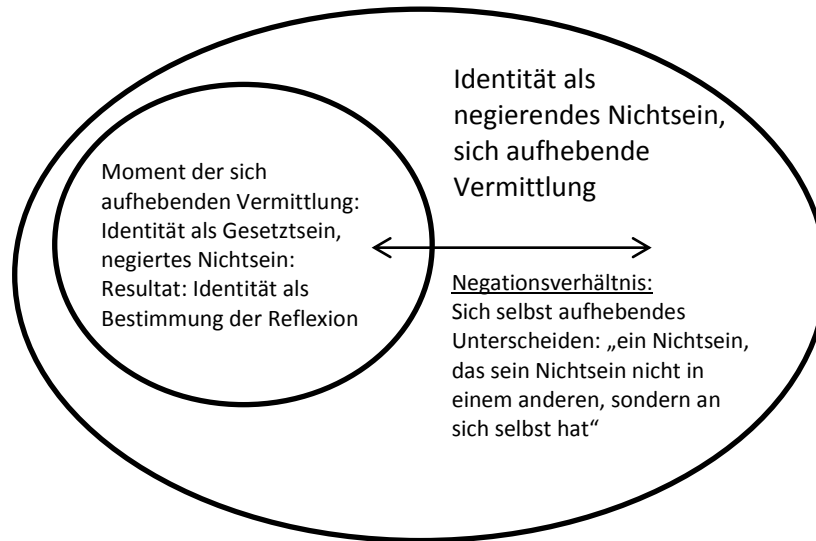 Identität als
negierendes Nichtsein,
sich aufhebende
Vermittlung
Moment der sich
aufhebenden Vermittlung:
Identität als Gesetztsein,
negiertes Nichtsein:
Resultat: Identität als
Bestimmung der Reflexion
Negationsverhältnis:
Sich selbst aufhebendes
Unterscheiden: „ein Nichtsein,
das sein Nichtsein nicht in
einem anderen, sondern an
sich selbst hat“